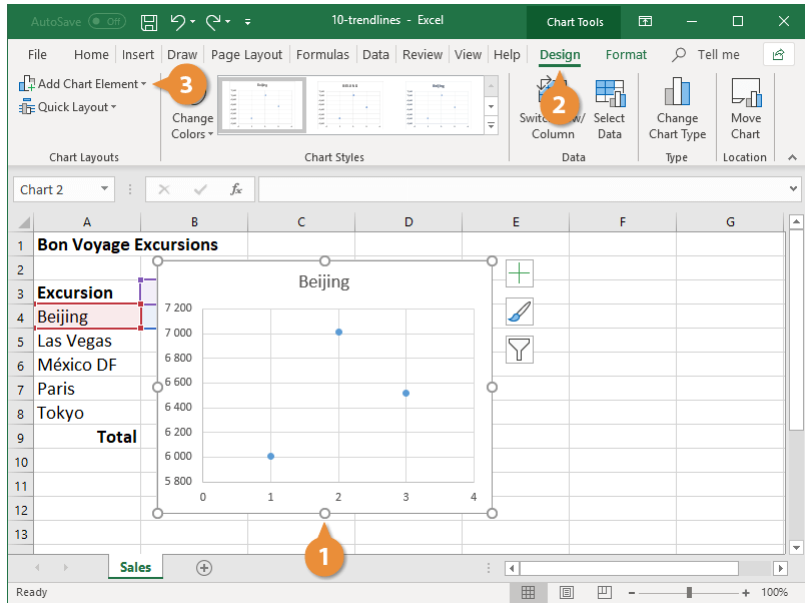 AutoSave Off 10-trendlines - Excel Chart Tools
File Home Insert Draw Page Layout Formulas Data Review View Help Design Format Tell me
Add Chart Element 3
Quick Layout
Change
Colors
2
Column
Select
Data
Change
Chart Type
Move
Chart
Chart Layouts Chart Styles Data Type Location
Chart 2 fx
A B C D E F G
1 Bon Voyage Excursions
2
3 Excursion
4 Beijing
5 Las Vegas
6 México DF
7 Paris
8 Tokyo
9 Total
10
11
12
13
Beijing
7 200
7 000
6 800
6 600
6 400
6 200
6 000
5 800
0 1 2 3 4
1
Sales
Ready 100%